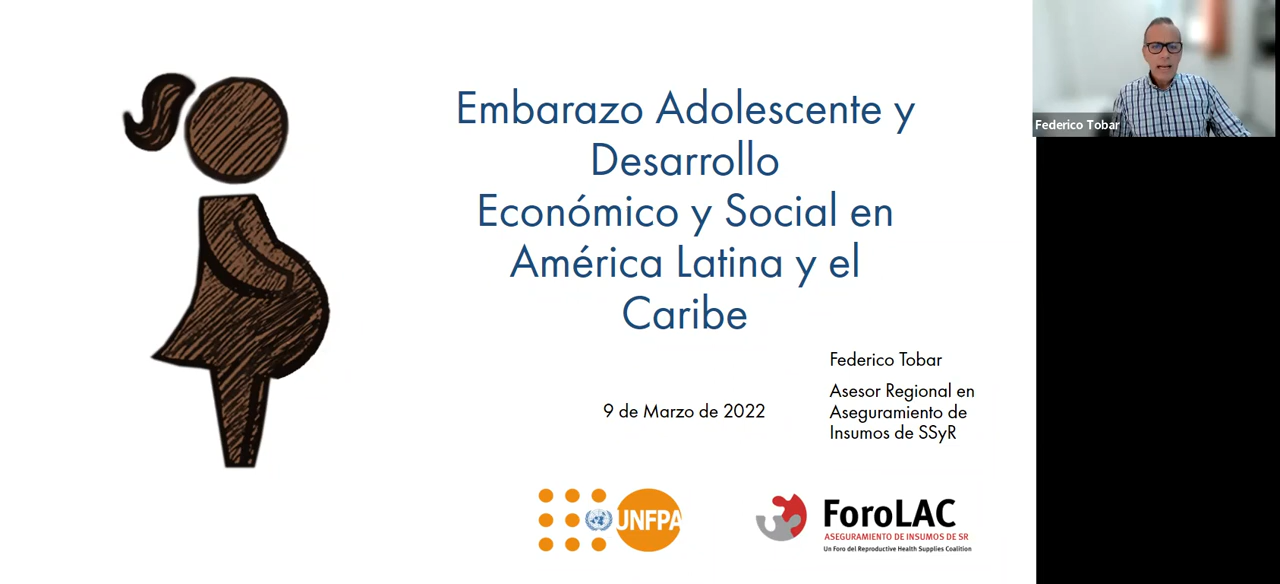 Embarazo Adolescente y
Desarrollo
Económico y Social en
América Latina y el
Caribe
Federico Tobar
Asesor Regional en
Aseguramiento de
Insumos de SSyR
9 de Marzo de 2022
UNFPA
ForoLAC
ASEGURAMIENTO DE INSUMOS DE SR
Un Foro del Reproductive Health Supplies Coalition
Federico Tobar